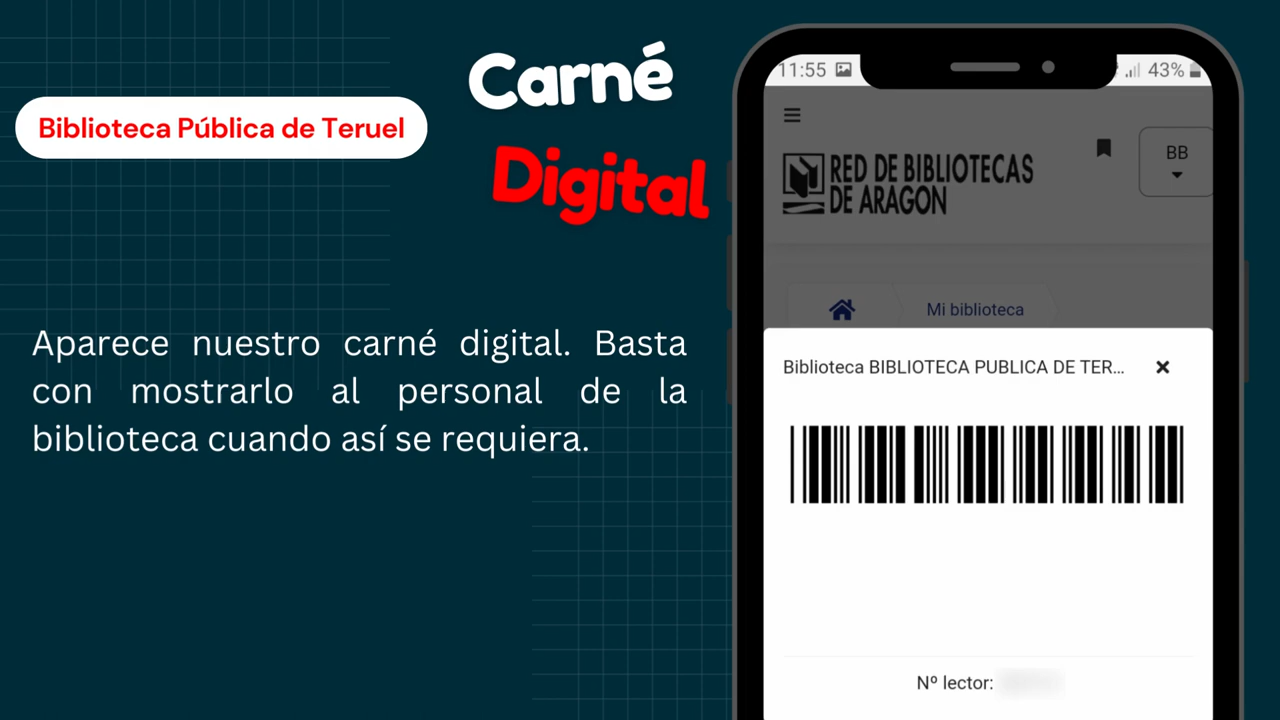 Biblioteca Pública de Teruel
Carné
Digital
Aparece nuestro carné digital. Basta
con mostrarlo al personal de la
biblioteca cuando así se requiera.
11:55
43%
BB
RED DE BIBLIOTECAS
DE ARAGON
Mi biblioteca
Biblioteca BIBLIOTECA PUBLICA DE TER...
Nº lector: